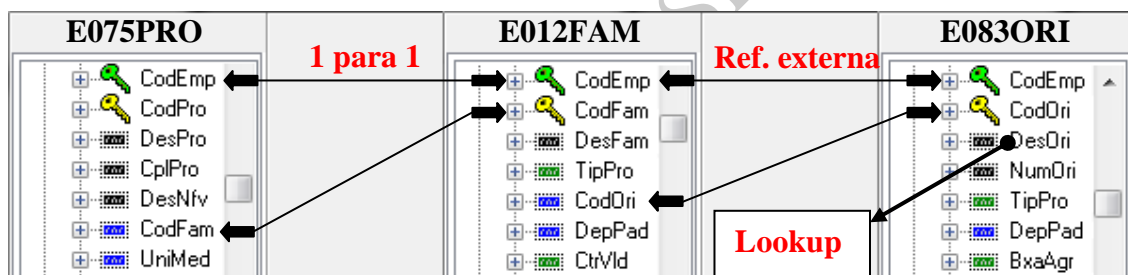 E075PRO E012FAM E083ORI
1 para 1 Ref. externa
CodEmp CodEmp CodEmp
CodPro CodFam CodOri
DesPro DesFam DesOri
CplPro TipPro NumOri
DesNfv CodOri TipPro
CodFam DepPad DepPad
UniMed CtrVld BxaAgr
Lookup